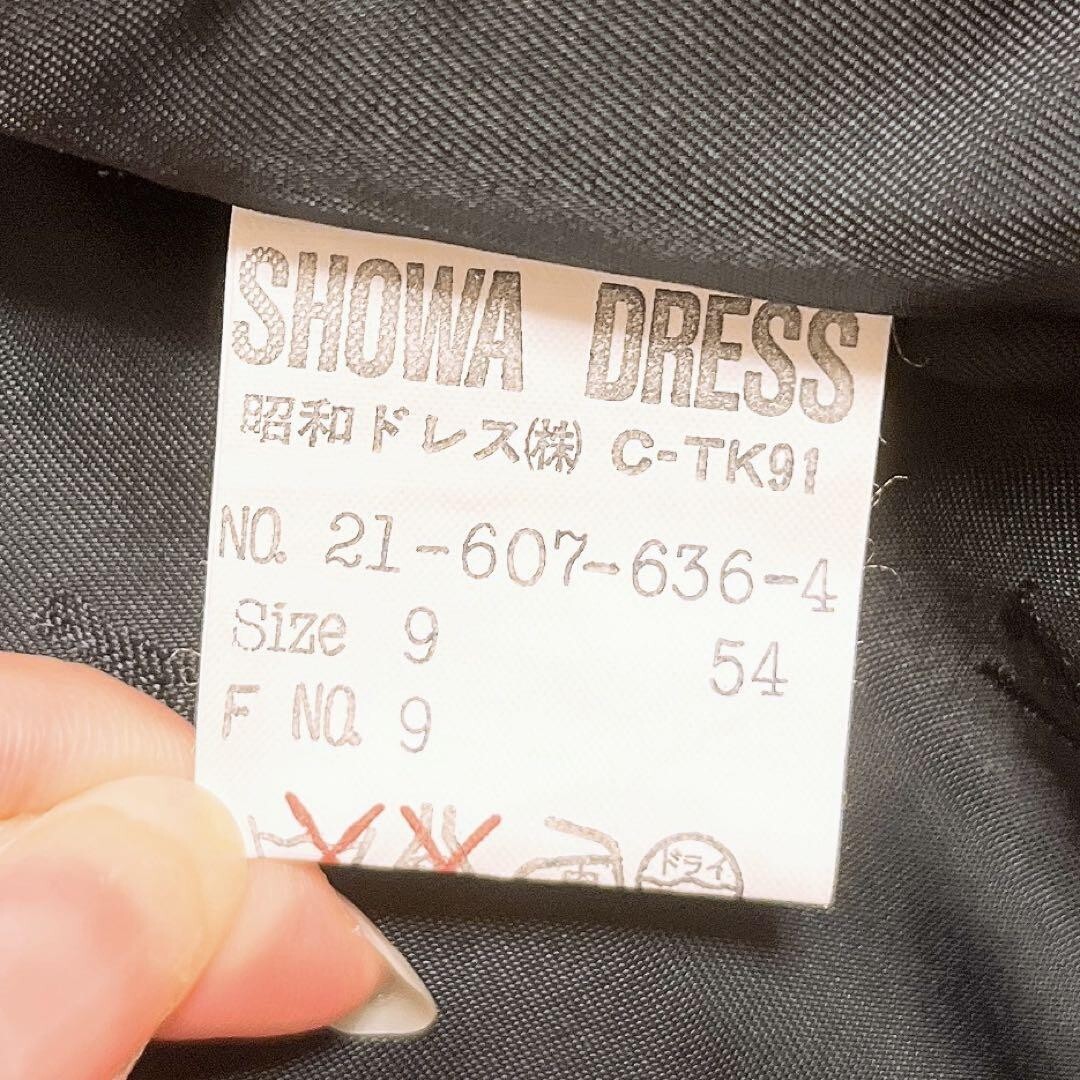 SHOWA DRESS
昭和ドレス(株) C-TK91
NO. 21-607-636-4
Size 9 54
F NO. 9
ドライ